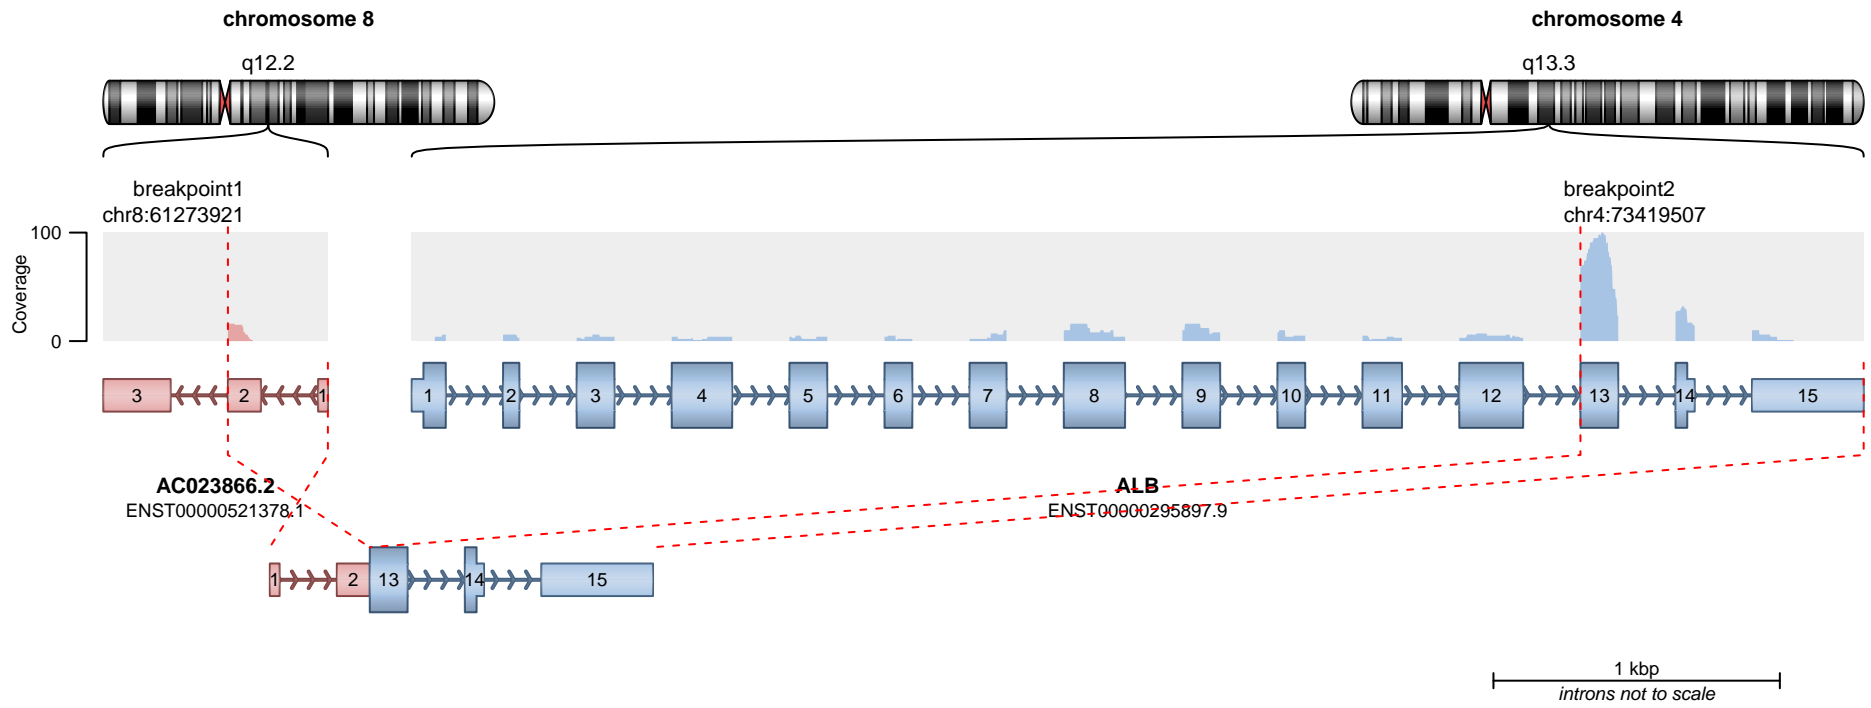 chromosome 8
chromosome 4
q12.2
q13.3
breakpoint1
chr8:61273921
breakpoint2
chr4:73419507
100
0
Coverage
3 2 1
1 2 3 4 5 6 7 8 9 10 11 12 13 14 15
AC023866.2
ENST00000521378.1
ALB
ENST00000295897.9
1 2 13 14 15
1 kbp
introns not to scale